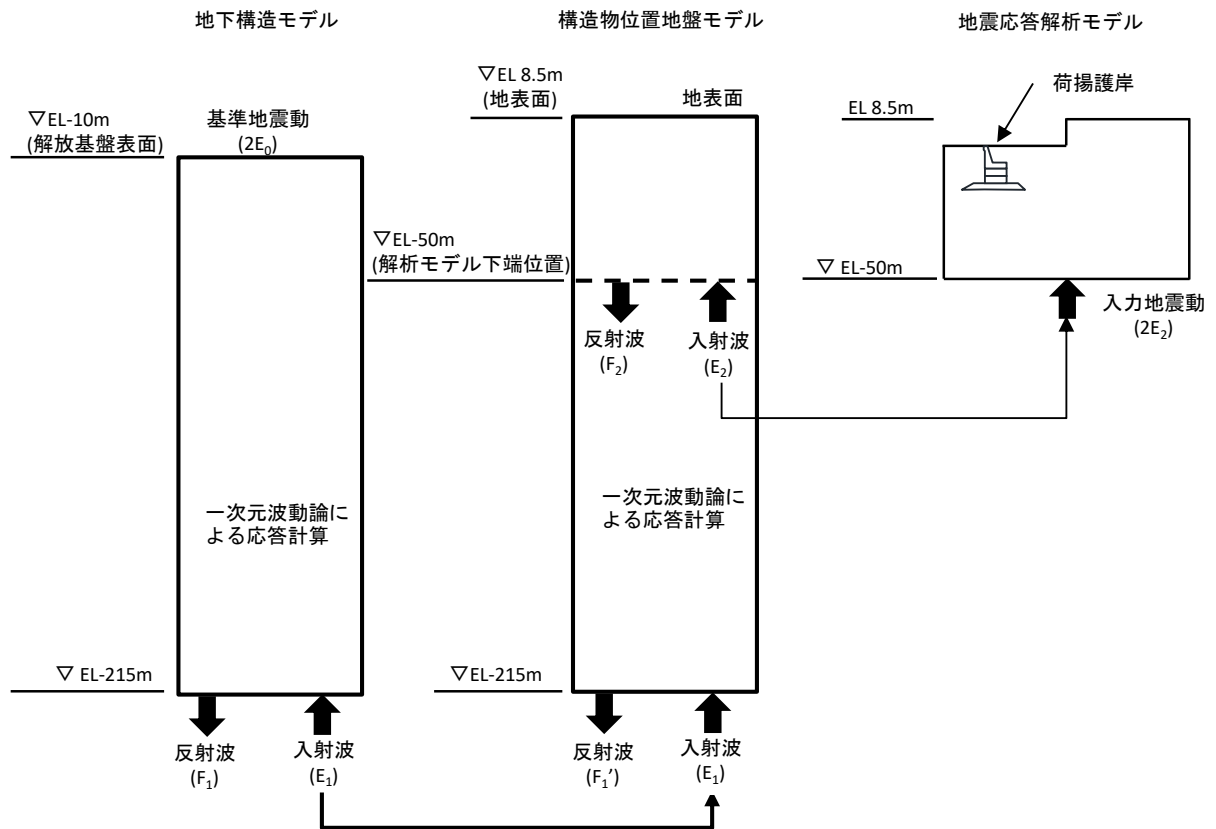 地下構造モデル
▽EL-10m
(解放基盤表面)
基準地震動
(2E₀)
一次元波動論に
よる応答計算
▽ EL-215m
反射波
(F₁)
入射波
(E₁)
構造物位置地盤モデル
▽EL 8.5m
(地表面)
地表面
▽EL-50m
(解析モデル下端位置)
反射波
(F₂)
入射波
(E₂)
一次元波動論に
よる応答計算
▽EL-215m
反射波
(F₁’)
入射波
(E₁)
地震応答解析モデル
荷揚護岸
EL 8.5m
▽ EL-50m
入力地震動
(2E₂)